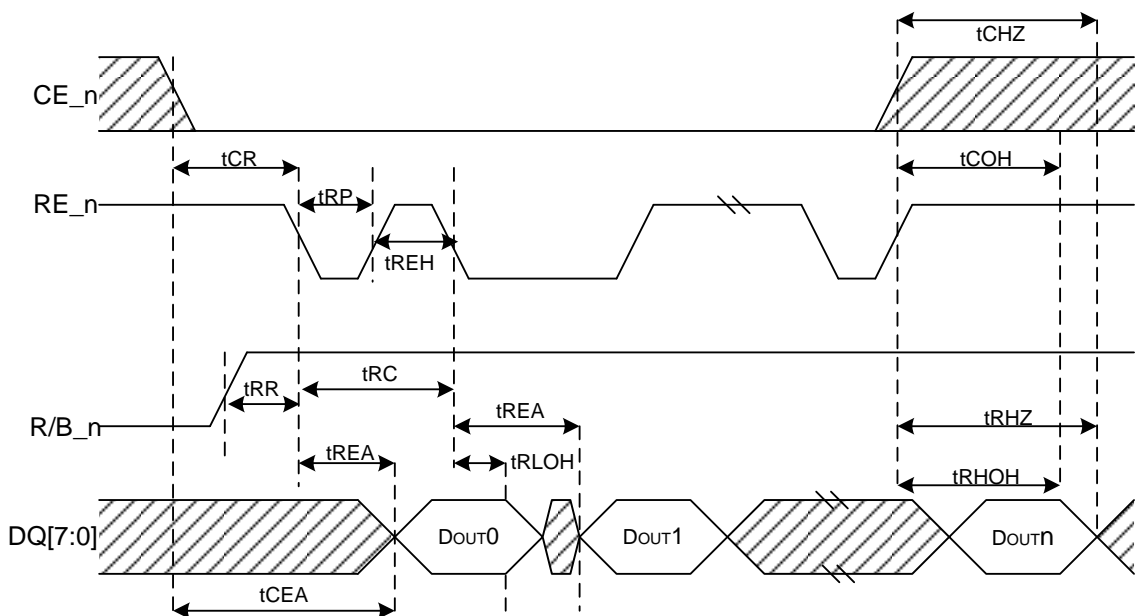 tCHZ
CE_n
tCR
tCOH
RE_n
tRP
tREH
tRR
tRC
R/B_n
tREA
tRHZ
tREA
tRLOH
tRHOH
DQ[7:0]
DOUT0
DOUT1
DOUTn
tCEA